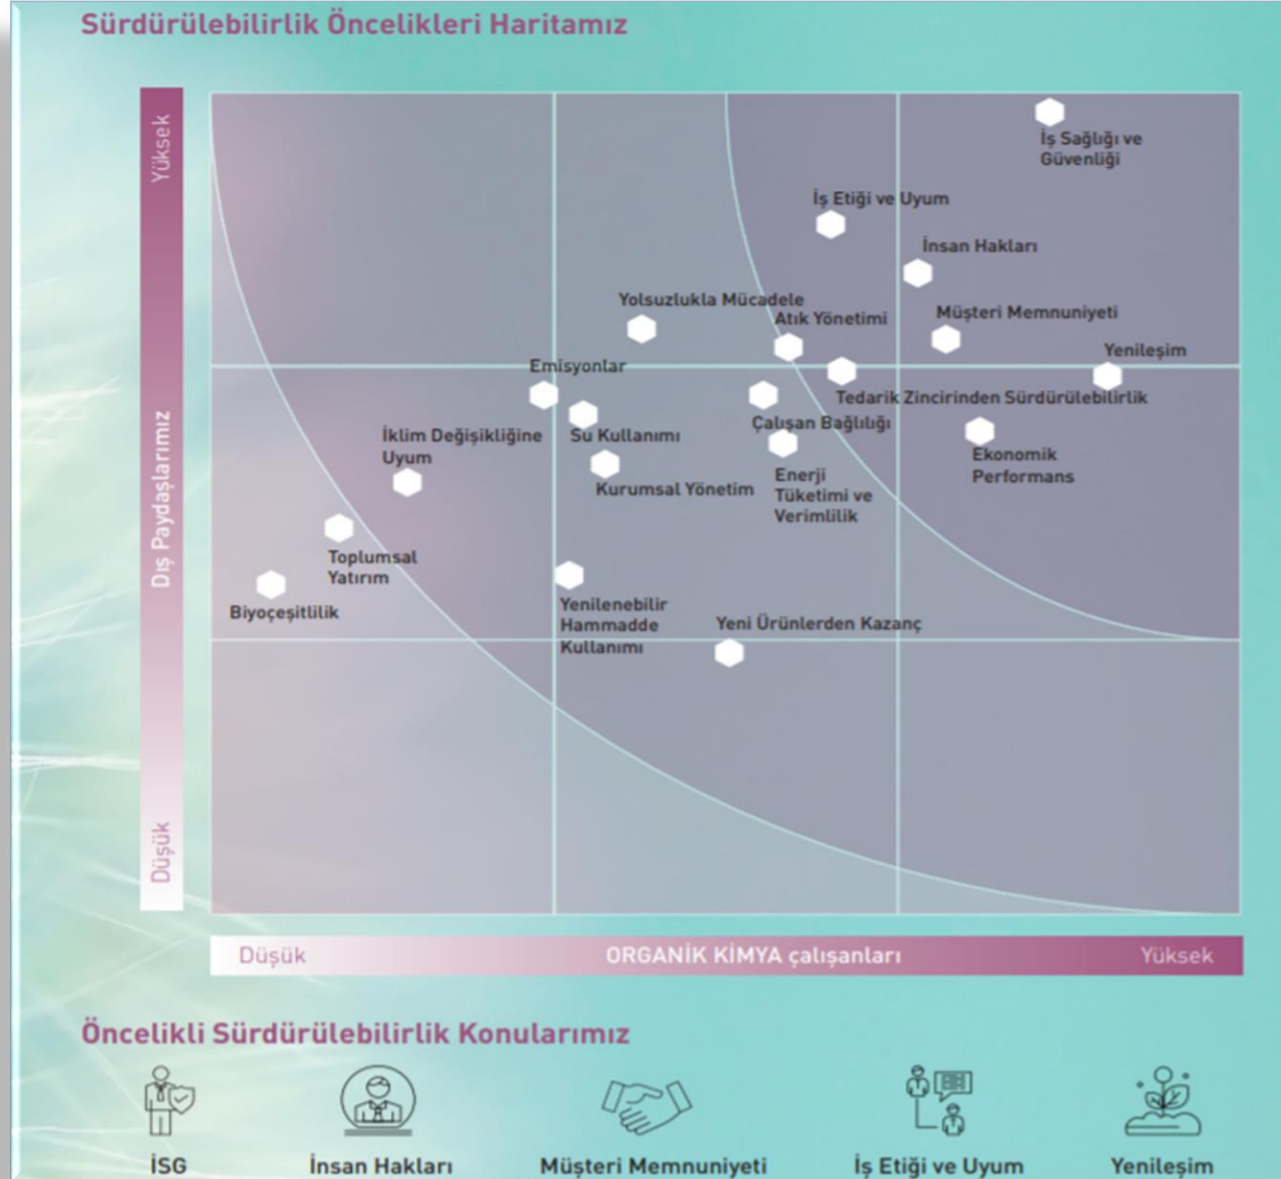 Sürdürülebilirlik Öncelikleri Haritamız
Yüksek
Dış Paydaşlarımız
Düşük
İş Sağlığı ve
Güvenliği
İş Etiği ve Uyum
İnsan Hakları
Yolsuzlukla Mücadele
Atık Yönetimi
Müşteri Memnuniyeti
Yenileşim
Emisyonlar
Tedarik Zincirinden Sürdürülebilirlik
Çalışan Bağlılığı
İklim Değişikliğine
Uyum
Su Kullanımı
Ekonomik
Performans
Kurumsal Yönetim
Enerji
Tüketimi ve
Verimlilik
Toplumsal
Yatırım
Biyoçeşitlilik
Yenilenebilir
Hammadde
Kullanımı
Yeni Ürünlerden Kazanç
Düşük
ORGANİK KİMYA çalışanları
Yüksek
Öncelikli Sürdürülebilirlik Konularımız
İSG
İnsan Hakları
Müşteri Memnuniyeti
İş Etiği ve Uyum
Yenileşim